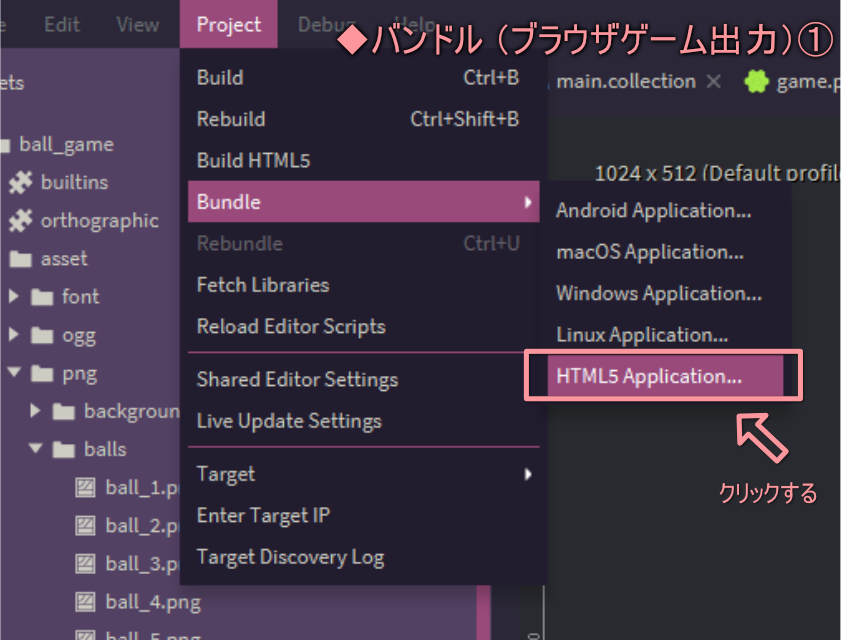 Edit View Project Debug Help
◆バンドル（ブラウザゲーム出力）①
ets
main.collection
game.p
1024 x 512 (Default profil
ball_game
builtins
orthographic
asset
font
ogg
png
backgroun
balls
ball_1.p
ball_2.p
ball_3.p
ball_4.png
ball_5.png
Build Ctrl+B
Rebuild Ctrl+Shift+B
Build HTML5
Bundle
Rebundle Ctrl+U
Fetch Libraries
Reload Editor Scripts
Shared Editor Settings
Live Update Settings
Target
Enter Target IP
Target Discovery Log
Android Application...
macOS Application...
Windows Application...
Linux Application...
HTML5 Application...
クリックする